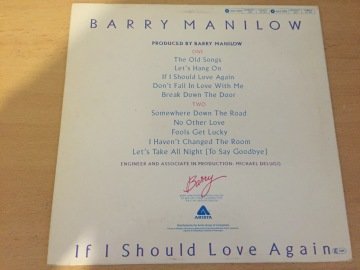 BARRY MANILOW
PRODUCED BY BARRY MANILOW
ONE
The Old Songs
Let's Hang On
If I Should Love Again
Don't Fall In Love With Me
Break Down The Door
TWO
Somewhere Down The Road
No Other Love
Fools Get Lucky
I Haven't Changed The Room
Let's Take All Night (To Say Goodbye)
ENGINEER AND ASSOCIATE IN PRODUCTION: MICHAEL DELUGG
Barry
ARISTA
If I Should Love Again